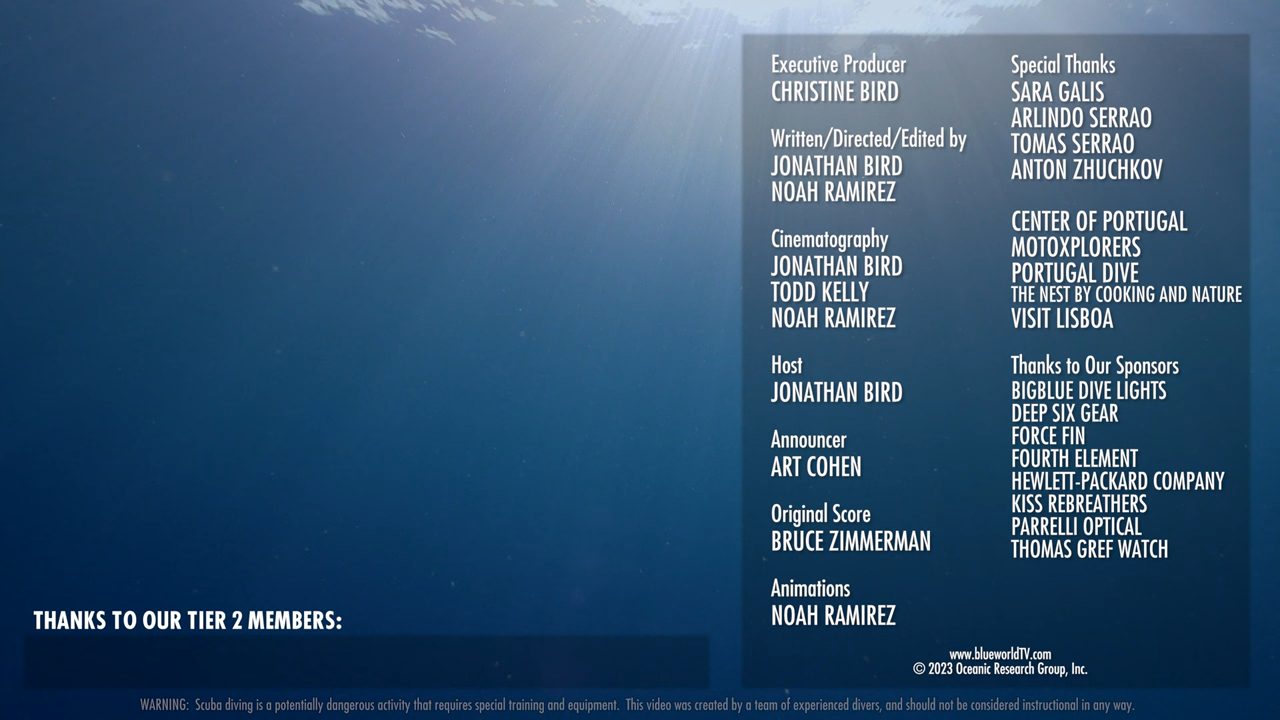 Executive Producer
CHRISTINE BIRD
Written/Directed/Edited by
JONATHAN BIRD
NOAH RAMIREZ
Cinematography
JONATHAN BIRD
TODD KELLY
NOAH RAMIREZ
Host
JONATHAN BIRD
Announcer
ART COHEN
Original Score
BRUCE ZIMMERMAN
Animations
NOAH RAMIREZ
Special Thanks
SARA GALIS
ARLINDO SERRAO
TOMAS SERRAO
ANTON ZHUCHKOV
CENTER OF PORTUGAL
MOTOXPLORERS
PORTUGAL DIVE
THE NEST BY COOKING AND NATURE
VISIT LISBOA
Thanks to Our Sponsors
BIGBLUE DIVE LIGHTS
DEEP SIX GEAR
FORCE FIN
FOURTH ELEMENT
HEWLETT-PACKARD COMPANY
KISS REBREATHERS
PARRELLI OPTICAL
THOMAS GREF WATCH
www.blueworldTV.com
© 2023 Oceanic Research Group, Inc.
THANKS TO OUR TIER 2 MEMBERS:
WARNING: Scuba diving is a potentially dangerous activity that requires special training and equipment. This video was created by a team of experienced divers, and should not be considered instructional in any way.